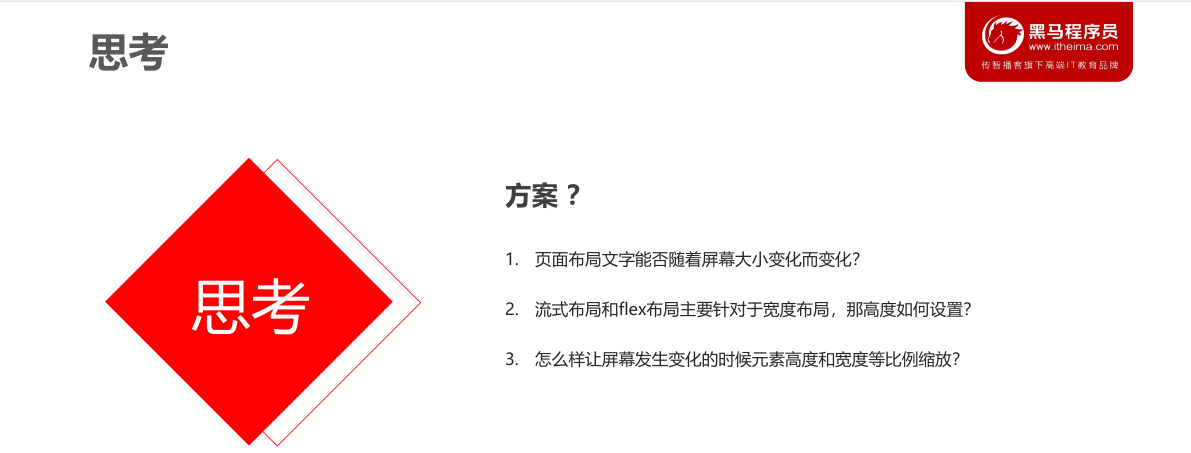 思考
黑马程序员
www.itheima.com
传智播客旗下高端IT教育品牌
思考
方案？
1. 页面布局文字能否随着屏幕大小变化而变化?
2. 流式布局和flex布局主要针对于宽度布局，那高度如何设置?
3. 怎么样让屏幕发生变化的时候元素高度和宽度等比例缩放?